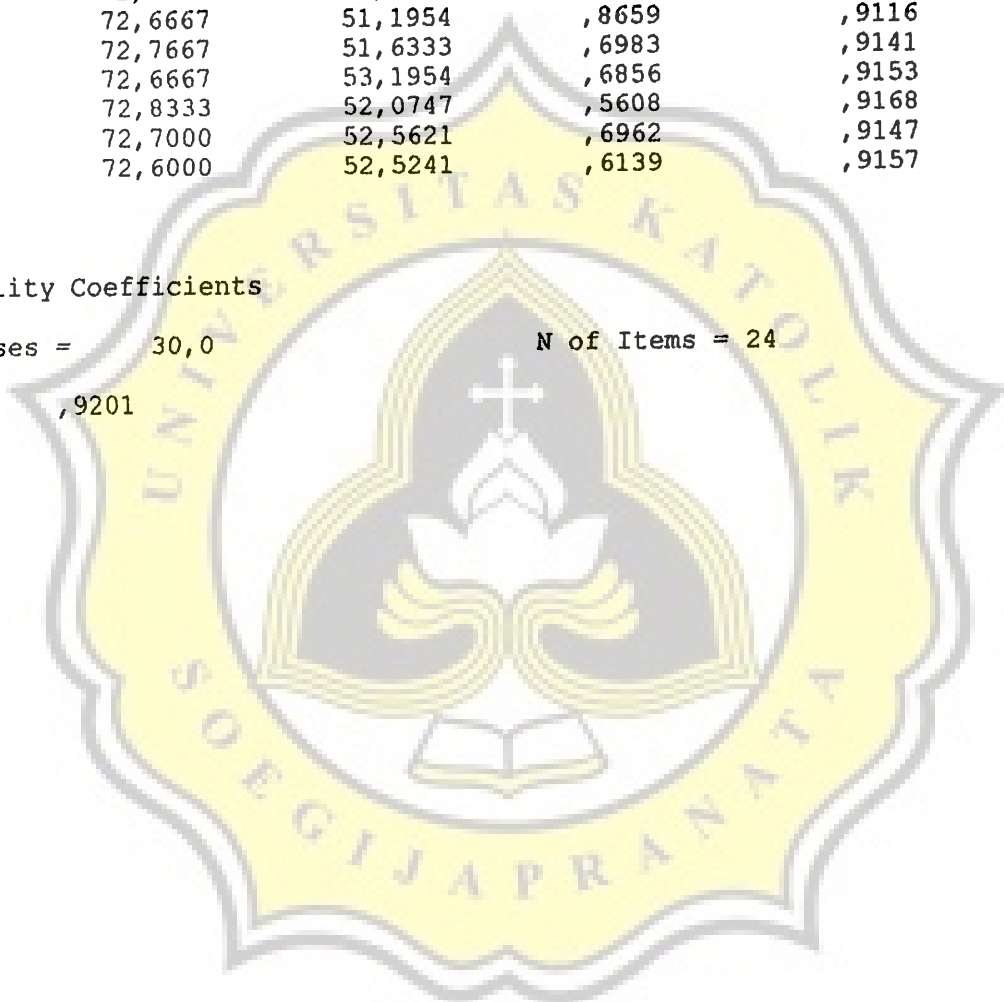 72,6667 51,1954 ,8659 ,9116
72,7667 51,6333 ,6983 ,9141
72,6667 53,1954 ,6856 ,9153
72,8333 52,0747 ,5608 ,9168
72,7000 52,5621 ,6962 ,9147
72,6000 52,5241 ,6139 ,9157
lity Coefficients
ses = 30,0 N of Items = 24
,9201
UNIVERSITAS KATOLIK
SOEGIJAPRANATA